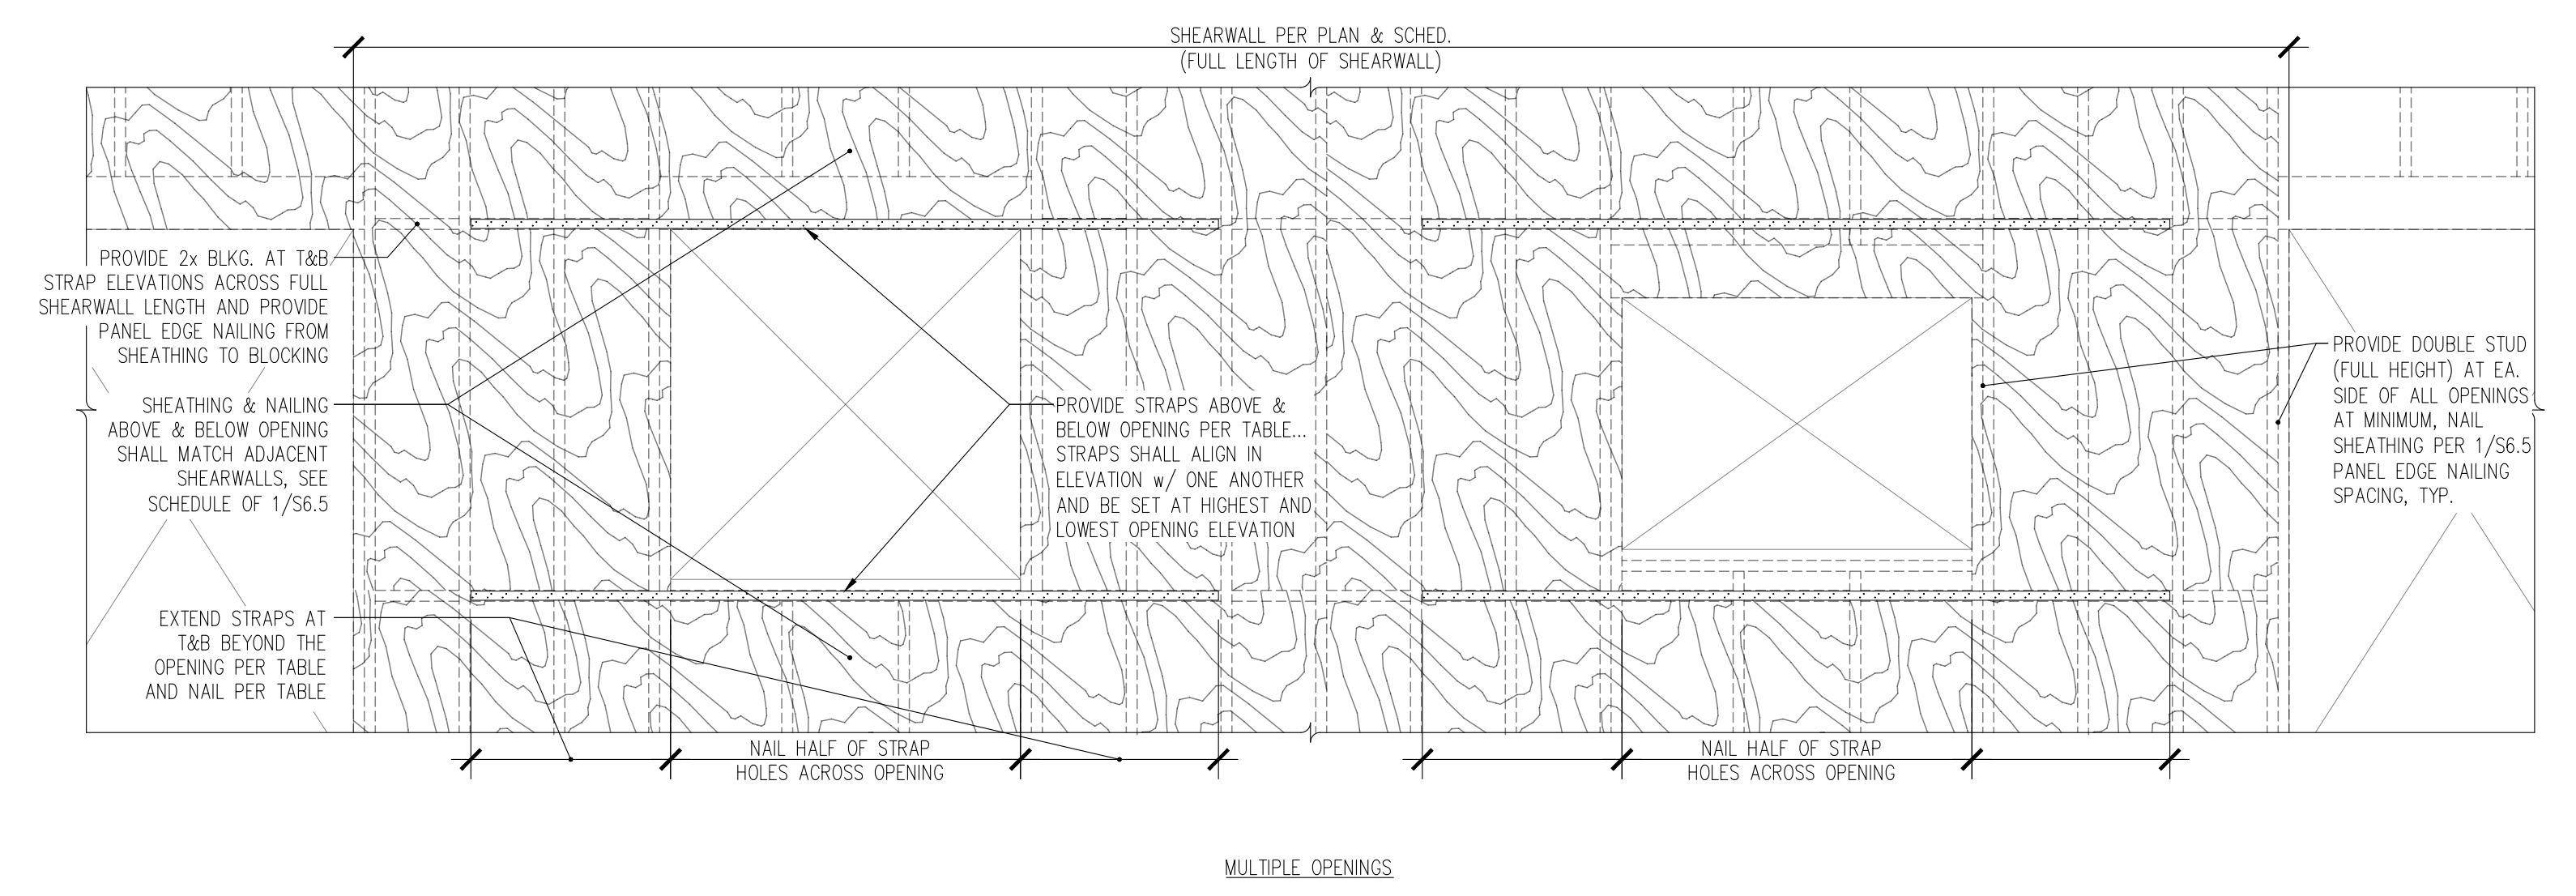 SHEARWALL PER PLAN & SCHED.
(FULL LENGTH OF SHEARWALL)
PROVIDE 2x BLKG. AT T&B
STRAP ELEVATIONS ACROSS FULL
SHEARWALL LENGTH AND PROVIDE
PANEL EDGE NAILING FROM
SHEATHING TO BLOCKING
SHEATHING & NAILING
ABOVE & BELOW OPENING
SHALL MATCH ADJACENT
SHEARWALLS, SEE
SCHEDULE OF 1/S6.5
EXTEND STRAPS AT
T&B BEYOND THE
OPENING PER TABLE
AND NAIL PER TABLE
PROVIDE STRAPS ABOVE &
BELOW OPENING PER TABLE...
STRAPS SHALL ALIGN IN
ELEVATION w/ ONE ANOTHER
AND BE SET AT HIGHEST AND
LOWEST OPENING ELEVATION
PROVIDE DOUBLE STUD
(FULL HEIGHT) AT EA.
SIDE OF ALL OPENINGS
AT MINIMUM, NAIL
SHEATHING PER 1/S6.5
PANEL EDGE NAILING
SPACING, TYP.
NAIL HALF OF STRAP
HOLES ACROSS OPENING
NAIL HALF OF STRAP
HOLES ACROSS OPENING
MULTIPLE OPENINGS